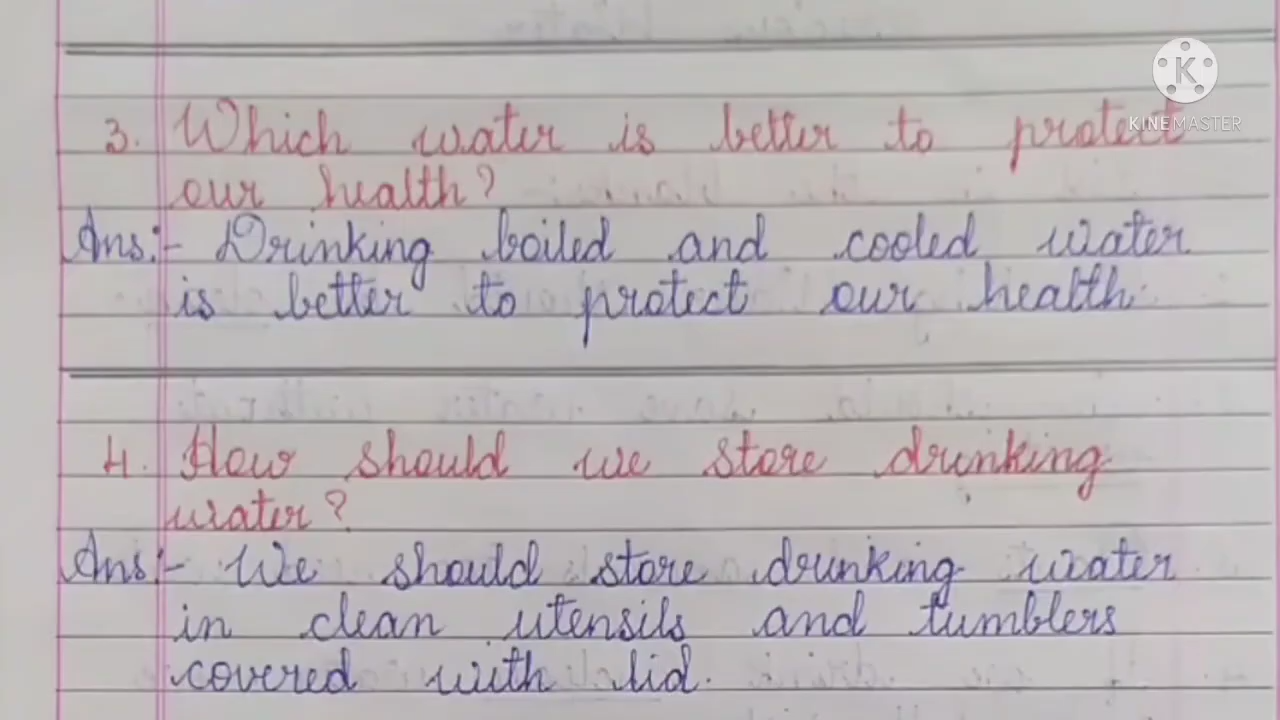 KINEMASTER
3. Which water is better to protect
our health?
Ans:- Drinking boiled and cooled water
is better to protect our health.
4. How should we store drinking
water?
Ans:- We should store drinking water
in clean utensils and tumblers
covered with lid.